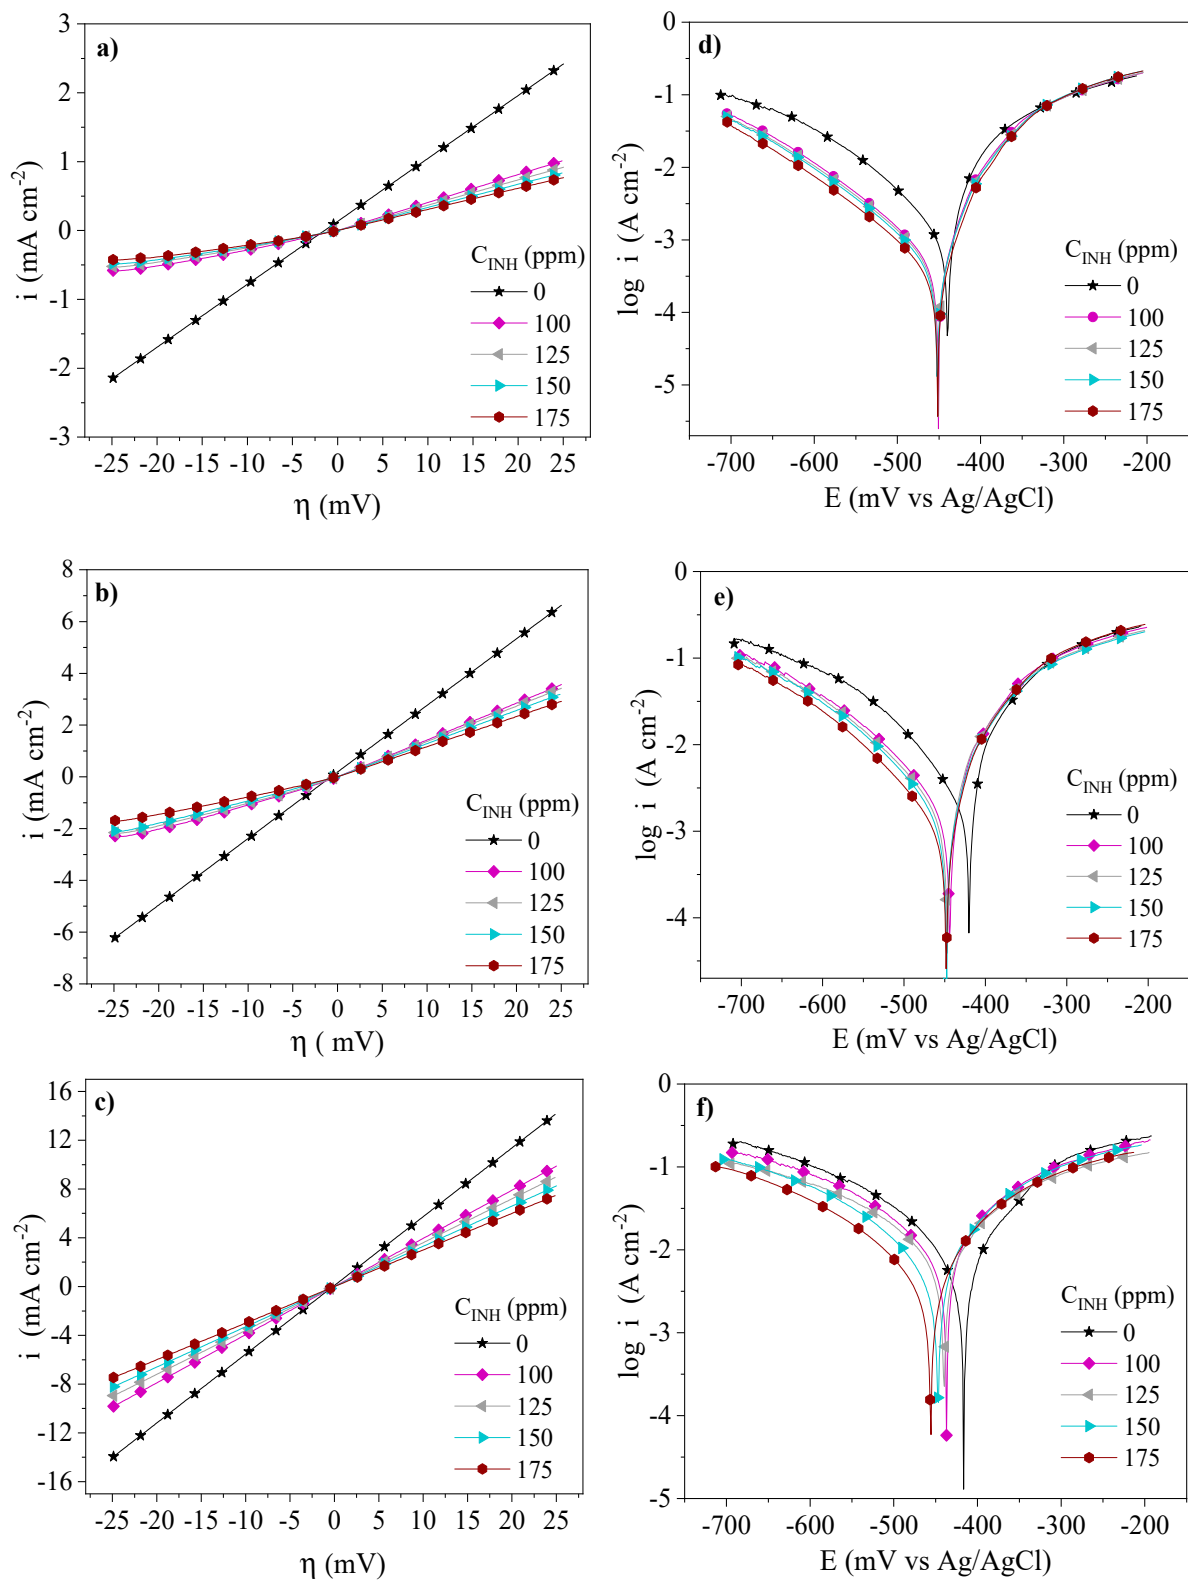 a)
3
2
1
0
-1
-2
-3
i (mA cm-2)
-25 -20 -15 -10 -5 0 5 10 15 20 25
η (mV)
CINH (ppm)
0
100
125
150
175
d)
0
-1
-2
-3
-4
-5
log i (A cm-2)
-700 -600 -500 -400 -300 -200
E (mV vs Ag/AgCl)
CINH (ppm)
0
100
125
150
175
b)
8
6
4
2
0
-2
-4
-6
-8
i (mA cm-2)
-25 -20 -15 -10 -5 0 5 10 15 20 25
η ( mV)
CINH (ppm)
0
100
125
150
175
e)
0
-1
-2
-3
-4
log i (A cm-2)
-700 -600 -500 -400 -300 -200
E (mV vs Ag/AgCl)
CINH (ppm)
0
100
125
150
175
c)
16
12
8
4
0
-4
-8
-12
-16
i (mA cm-2)
-25 -20 -15 -10 -5 0 5 10 15 20 25
η (mV)
CINH (ppm)
0
100
125
150
175
f)
0
-1
-2
-3
-4
-5
log i (A cm-2)
-700 -600 -500 -400 -300 -200
E (mV vs Ag/AgCl)
CINH (ppm)
0
100
125
150
175